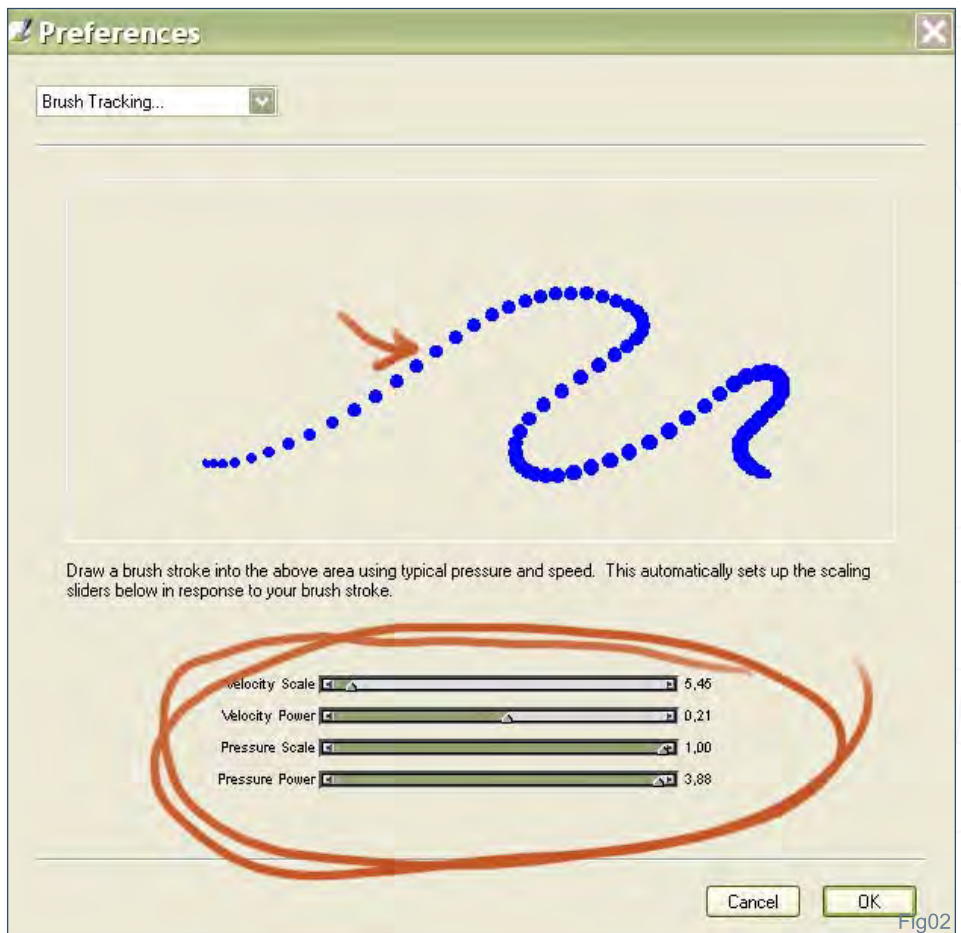 Preferences
Brush Tracking...
Draw a brush stroke into the above area using typical pressure and speed. This automatically sets up the scaling
sliders below in response to your brush stroke.
Velocity Scale 5,45
Velocity Power 0,21
Pressure Scale 1,00
Pressure Power 3,88
Cancel OK
Fig02